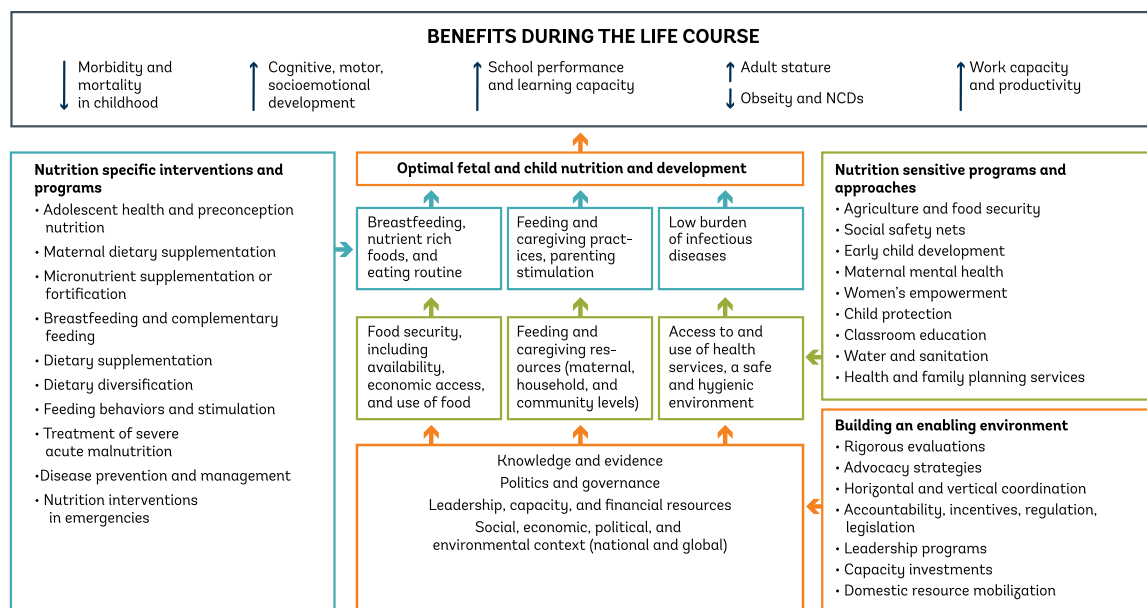 BENEFITS DURING THE LIFE COURSE
Morbidity and
mortality
in childhood
Cognitive, motor,
socioemotional
development
School performance
and learning capacity
Adult stature
Obseity and NCDs
Work capacity
and productivity
Nutrition specific interventions and
programs
• Adolescent health and preconception
nutrition
• Maternal dietary supplementation
• Micronutrient supplementation or
fortification
• Breastfeeding and complementary
feeding
• Dietary supplementation
• Dietary diversification
• Feeding behaviors and stimulation
• Treatment of severe
acute malnutrition
•Disease prevention and management
• Nutrition interventions
in emergencies
Optimal fetal and child nutrition and development
Breastfeeding,
nutrient rich
foods, and
eating routine
Feeding and
caregiving pract-
ices, parenting
stimulation
Low burden
of infectious
diseases
Food security,
including
availability,
economic access,
and use of food
Feeding and
caregiving res-
ources (maternal,
household, and
community levels)
Access to and
use of health
services, a safe
and hygienic
environment
Knowledge and evidence
Politics and governance
Leadership, capacity, and financial resources
Social, economic, political, and
environmental context (national and global)
Nutrition sensitive programs and
approaches
• Agriculture and food security
• Social safety nets
• Early child development
• Maternal mental health
• Women's empowerment
• Child protection
• Classroom education
• Water and sanitation
• Health and family planning services
Building an enabling environment
• Rigorous evaluations
• Advocacy strategies
• Horizontal and vertical coordination
• Accountability, incentives, regulation,
legislation
• Leadership programs
• Capacity investments
• Domestic resource mobilization